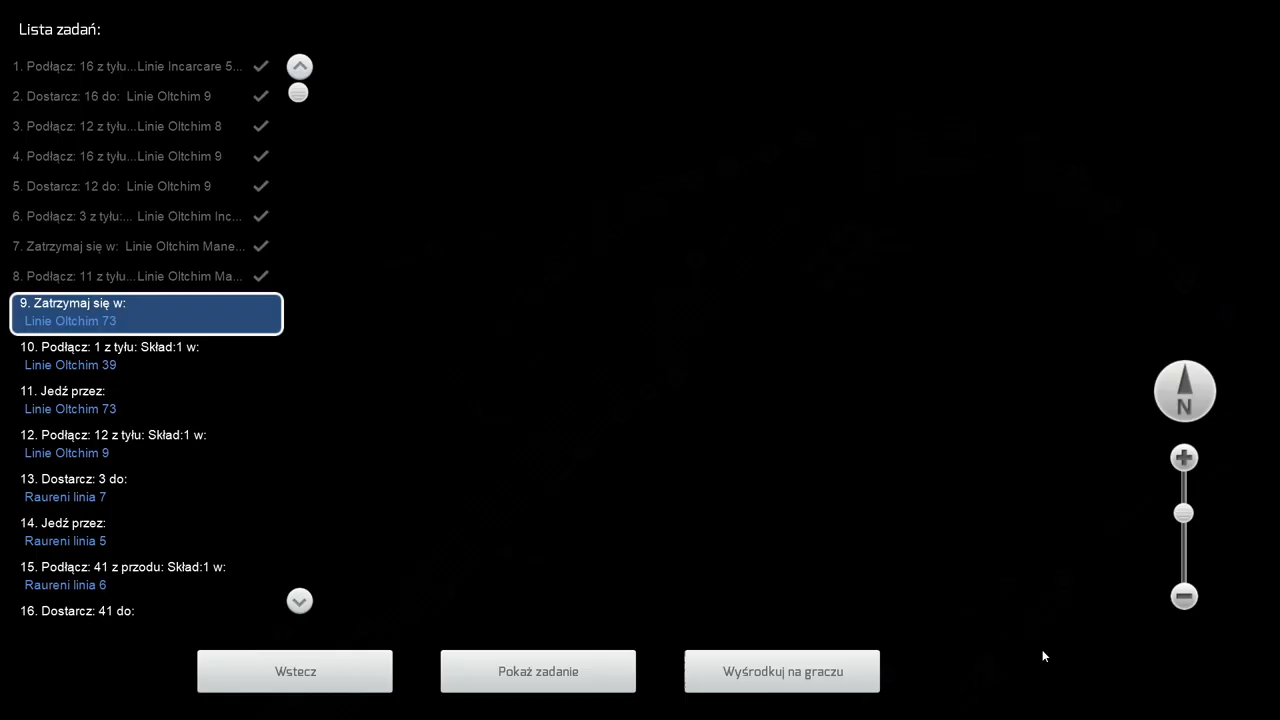 Lista zadań:
1. Podłącz: 16 z tyłu...Linie Incarcare 5...
2. Dostarcz: 16 do: Linie Oltchim 9
3. Podłącz: 12 z tyłu...Linie Oltchim 8
4. Podłącz: 16 z tyłu...Linie Oltchim 9
5. Dostarcz: 12 do: Linie Oltchim 9
6. Podłącz: 3 z tyłu:... Linie Oltchim Inc...
7. Zatrzymaj się w: Linie Oltchim Mane...
8. Podłącz: 11 z tyłu...Linie Oltchim Ma...
9. Zatrzymaj się w:
Linie Oltchim 73
10. Podłącz: 1 z tyłu: Skład:1 w:
Linie Oltchim 39
11. Jedź przez:
Linie Oltchim 73
12. Podłącz: 12 z tyłu: Skład:1 w:
Linie Oltchim 9
13. Dostarcz: 3 do:
Raureni linia 7
14. Jedź przez:
Raureni linia 5
15. Podłącz: 41 z przodu: Skład:1 w:
Raureni linia 6
16. Dostarcz: 41 do:
N
Wstecz
Pokaż zadanie
Wyśrodkuj na graczu